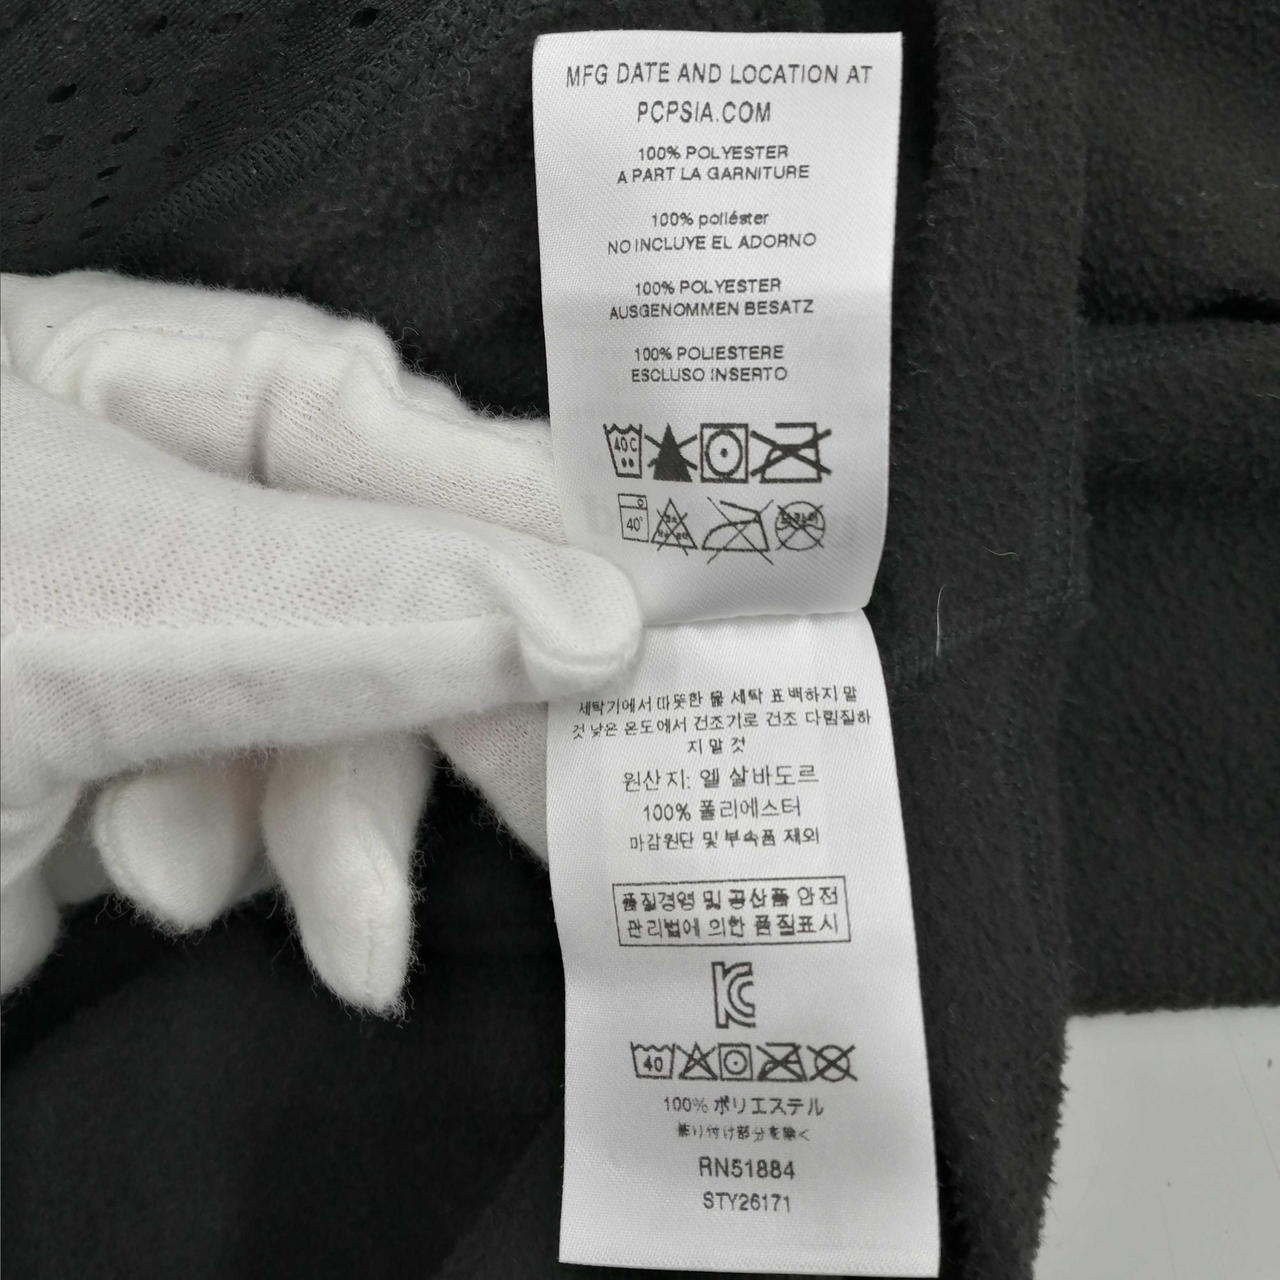 MFG DATE AND LOCATION AT
PCPSIA.COM
100% POLYESTER
A PART LA GARNITURE
100% poliéster
NO INCLUYE EL ADORNO
100% POLYESTER
AUSGENOMMEN BESATZ
100% POLIESTERE
ESCLUSO INSERTO
40C
40°
세탁기에서 따뜻한 물 세탁 표백하지 말
것 낮은 온도에서 건조기로 건조 다림질하
지 말 것
원산지: 엘살바도르
100% 폴리에스터
마감원단 및 부속품 제외
품질경영 및 공산품 안전
관리법에 의한 품질표시
KC
40
100% ポリエステル
飾り付け部分を除く
RN51884
STY26171